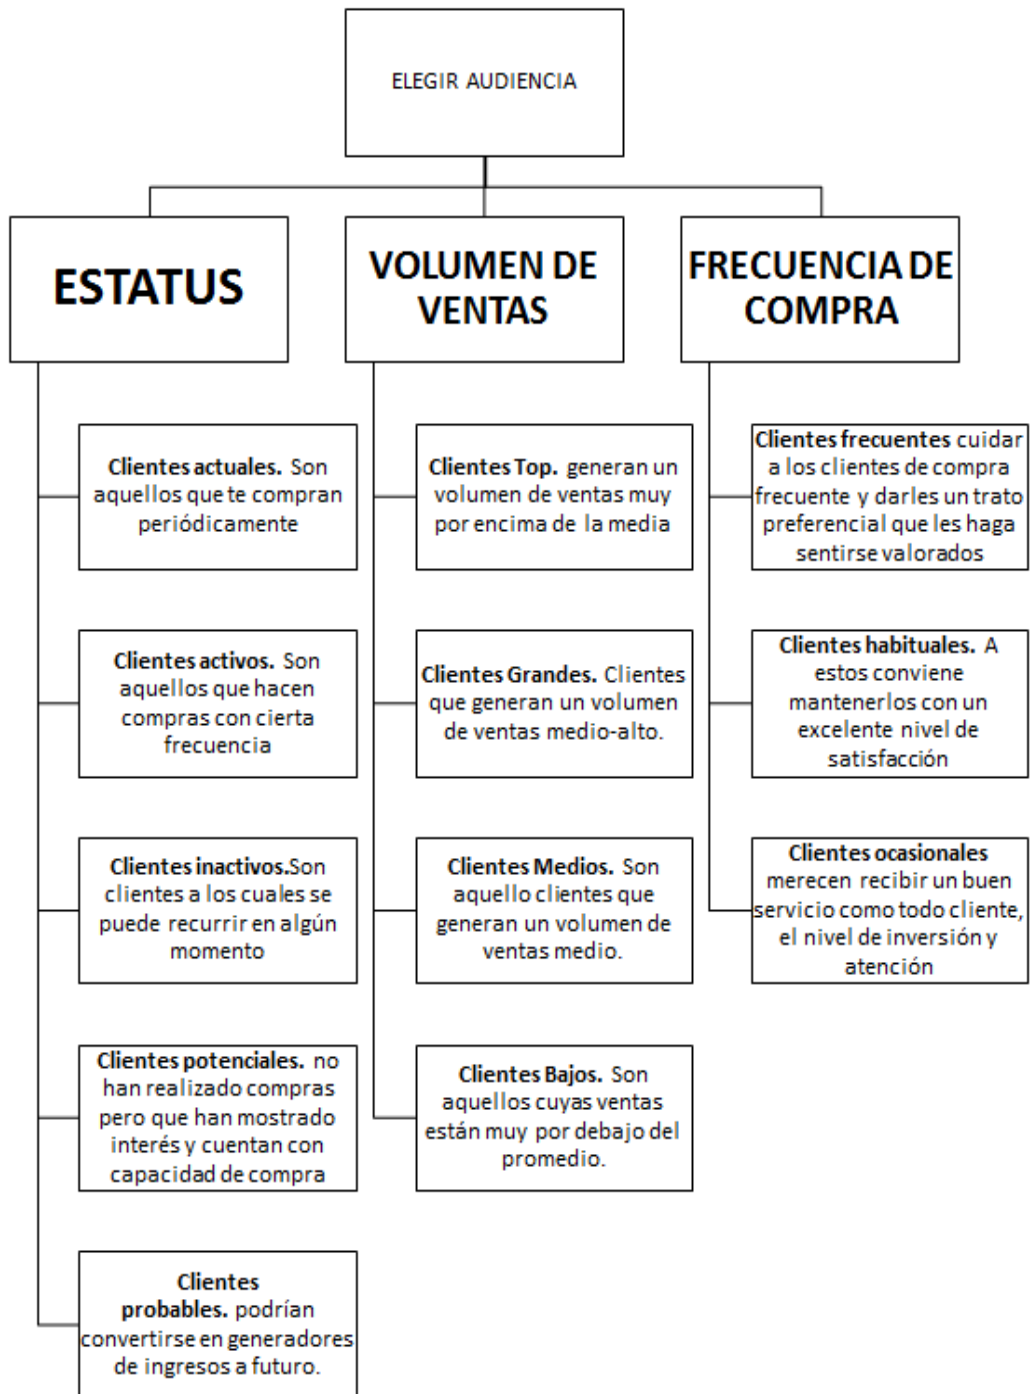 ELEGIR AUDIENCIA
ESTATUS
Clientes actuales. Son
aquellos que te compran
periódicamente
Clientes activos. Son
aquellos que hacen
compras con cierta
frecuencia
Clientes inactivos.Son
clientes a los cuales se
puede recurrir en algún
momento
Clientes potenciales. no
han realizado compras
pero que han mostrado
interés y cuentan con
capacidad de compra
Clientes
probables. podrían
convertirse en generadores
de ingresos a futuro.
VOLUMEN DE
VENTAS
Clientes Top. generan un
volumen de ventas muy
por encima de la media
Clientes Grandes. Clientes
que generan un volumen
de ventas medio-alto.
Clientes Medios. Son
aquello clientes que
generan un volumen de
ventas medio.
Clientes Bajos. Son
aquellos cuyas ventas
están muy por debajo del
promedio.
FRECUENCIA DE
COMPRA
Clientes frecuentes cuidar
a los clientes de compra
frecuente y darles un trato
preferencial que les haga
sentirse valorados
Clientes habituales. A
estos conviene
mantenerlos con un
excelente nivel de
satisfacción
Clientes ocasionales
merecen recibir un buen
servicio como todo cliente,
el nivel de inversión y
atención